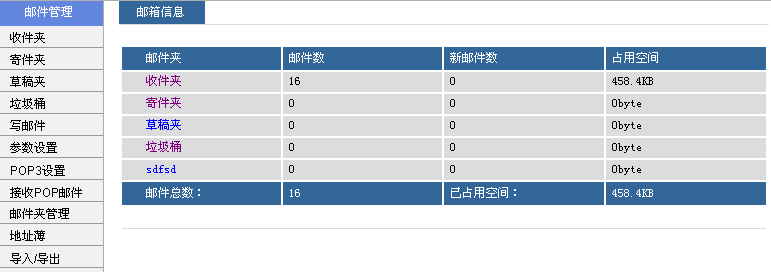 邮件管理
收件夹
寄件夹
草稿夹
垃圾桶
写邮件
参数设置
POP3设置
接收POP邮件
邮件夹管理
地址薄
导入/导出
邮箱信息
邮件夹 邮件数 新邮件数 占用空间
收件夹 16 0 458.4KB
寄件夹 0 0 0byte
草稿夹 0 0 0byte
垃圾桶 0 0 0byte
sdfsd 0 0 0byte
邮件总数： 16 已占用空间： 458.4KB